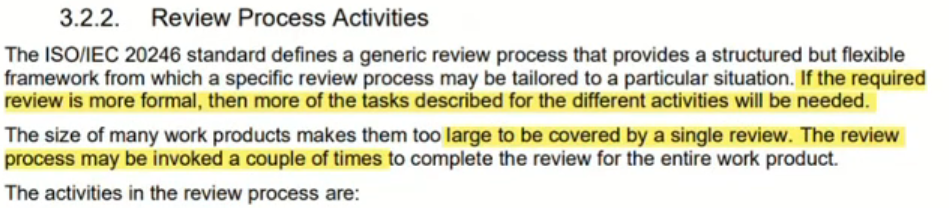 3.2.2. Review Process Activities
The ISO/IEC 20246 standard defines a generic review process that provides a structured but flexible
framework from which a specific review process may be tailored to a particular situation. If the required
review is more formal, then more of the tasks described for the different activities will be needed.
The size of many work products makes them too large to be covered by a single review. The review
process may be invoked a couple of times to complete the review for the entire work product.
The activities in the review process are: